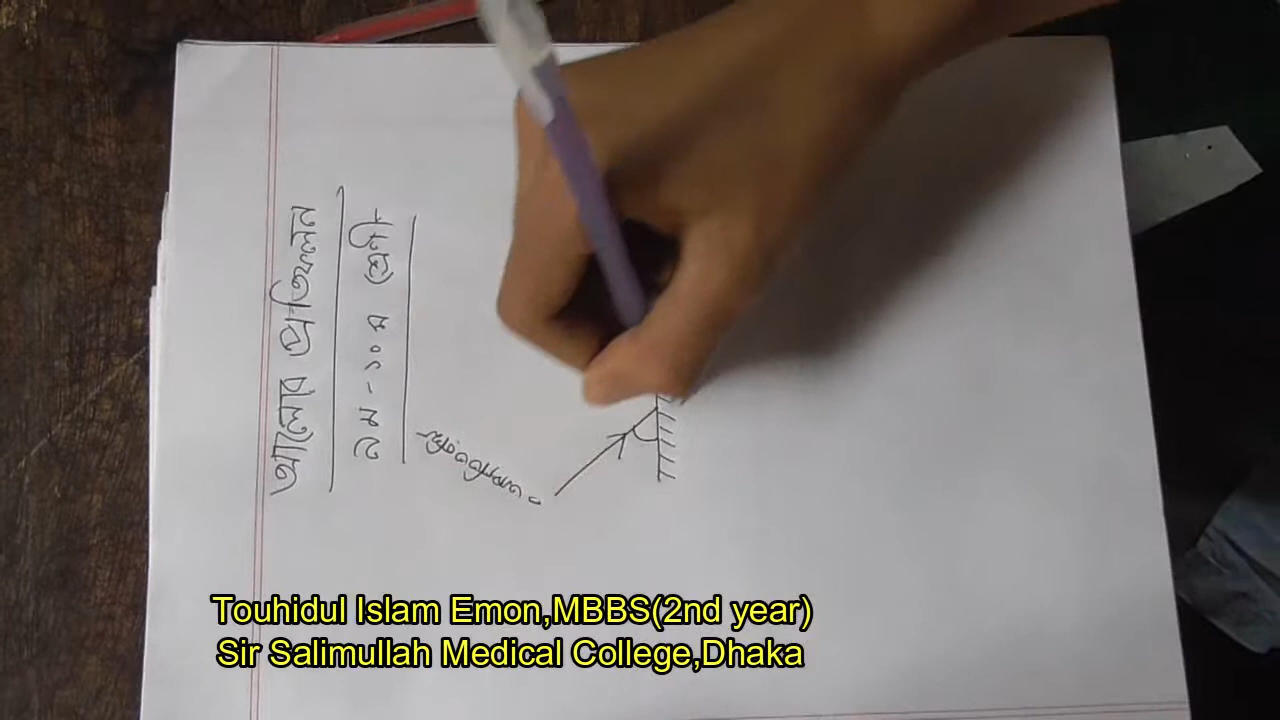 আলোর প্রতিফলন
৯ম - ১০ম শ্রেণি
Touhidul Islam Emon,MBBS(2nd year)
Sir Salimullah Medical College,Dhaka